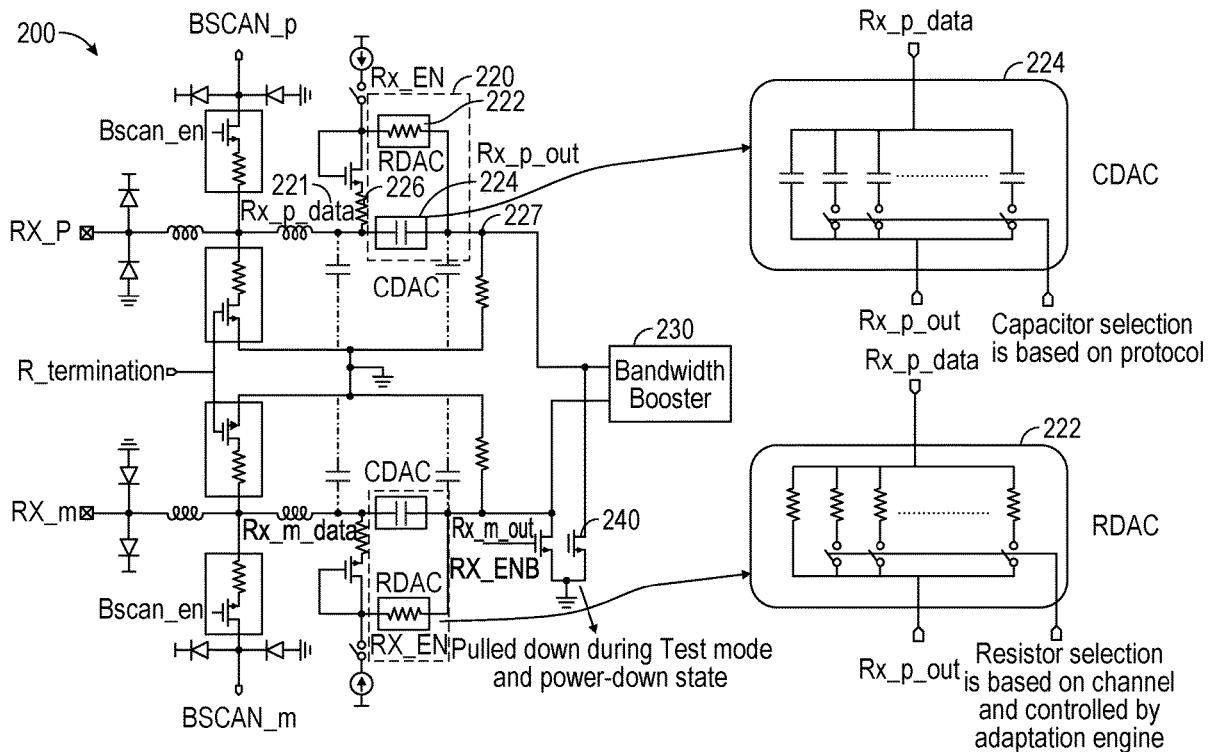 200
BSCAN_p
Bscan_en
Rx_EN
220
222
RDAC
Rx_p_out
221
Rx_p_data
226
224
227
RX_P
CDAC
R_termination
230
Bandwidth
Booster
CDAC
RX_m
Rx_m_data
Rx_m_out
240
RX_ENB
RDAC
Bscan_en
RX_EN
Pulled down during Test mode
and power-down state
BSCAN_m
Rx_p_data
224
CDAC
Rx_p_out
Capacitor selection
is based on protocol
Rx_p_data
222
RDAC
Rx_p_out
Resistor selection
is based on channel
and controlled by
adaptation engine